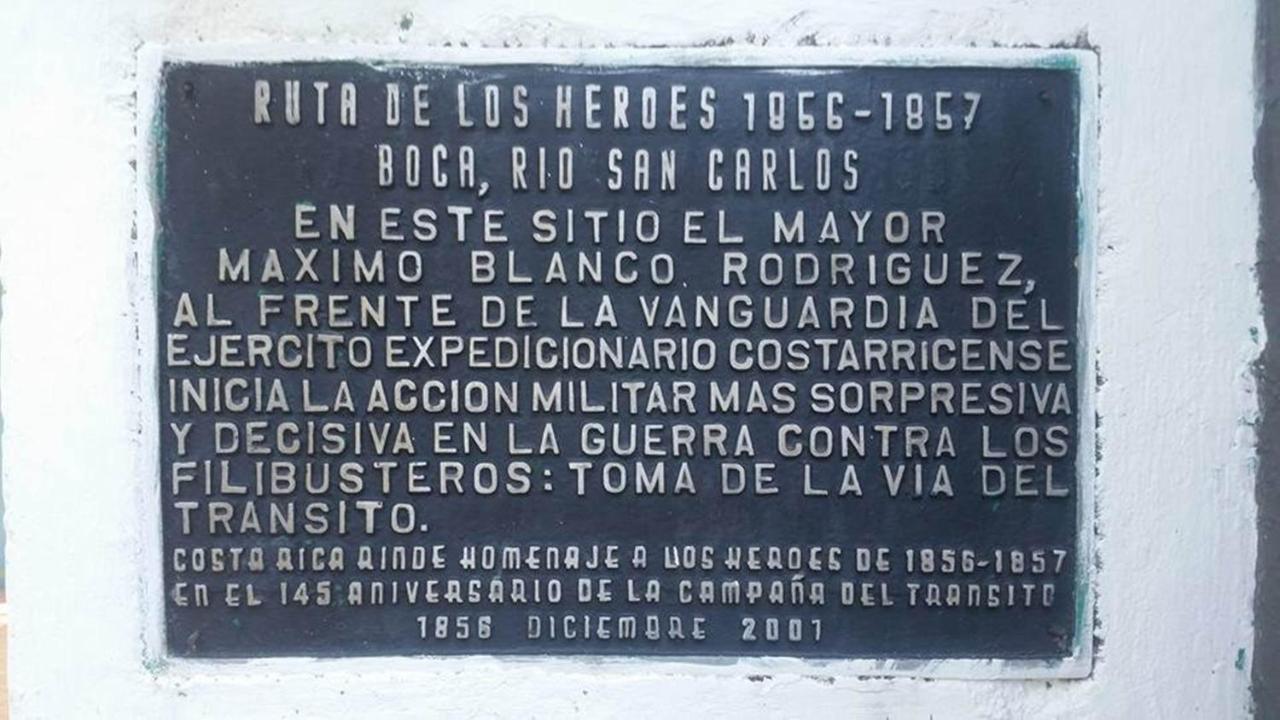 RUTA DE LOS HEROES 1856-1857
BOCA, RIO SAN CARLOS
EN ESTE SITIO EL MAYOR
MAXIMO BLANCO RODRIGUEZ,
AL FRENTE DE LA VANGUARDIA DEL
EJERCITO EXPEDICIONARIO COSTARRICENSE
INICIA LA ACCION MILITAR MAS SORPRESIVA
Y DECISIVA EN LA GUERRA CONTRA LOS
FILIBUSTEROS: TOMA DE LA VIA DEL
TRANSITO.
COSTA RICA RINDE HOMENAJE A LOS HEROES DE 1856-1857
EN EL 145 ANIVERSARIO DE LA CAMPAÑA DEL TRANSITO
1856 DICIEMBRE 2001